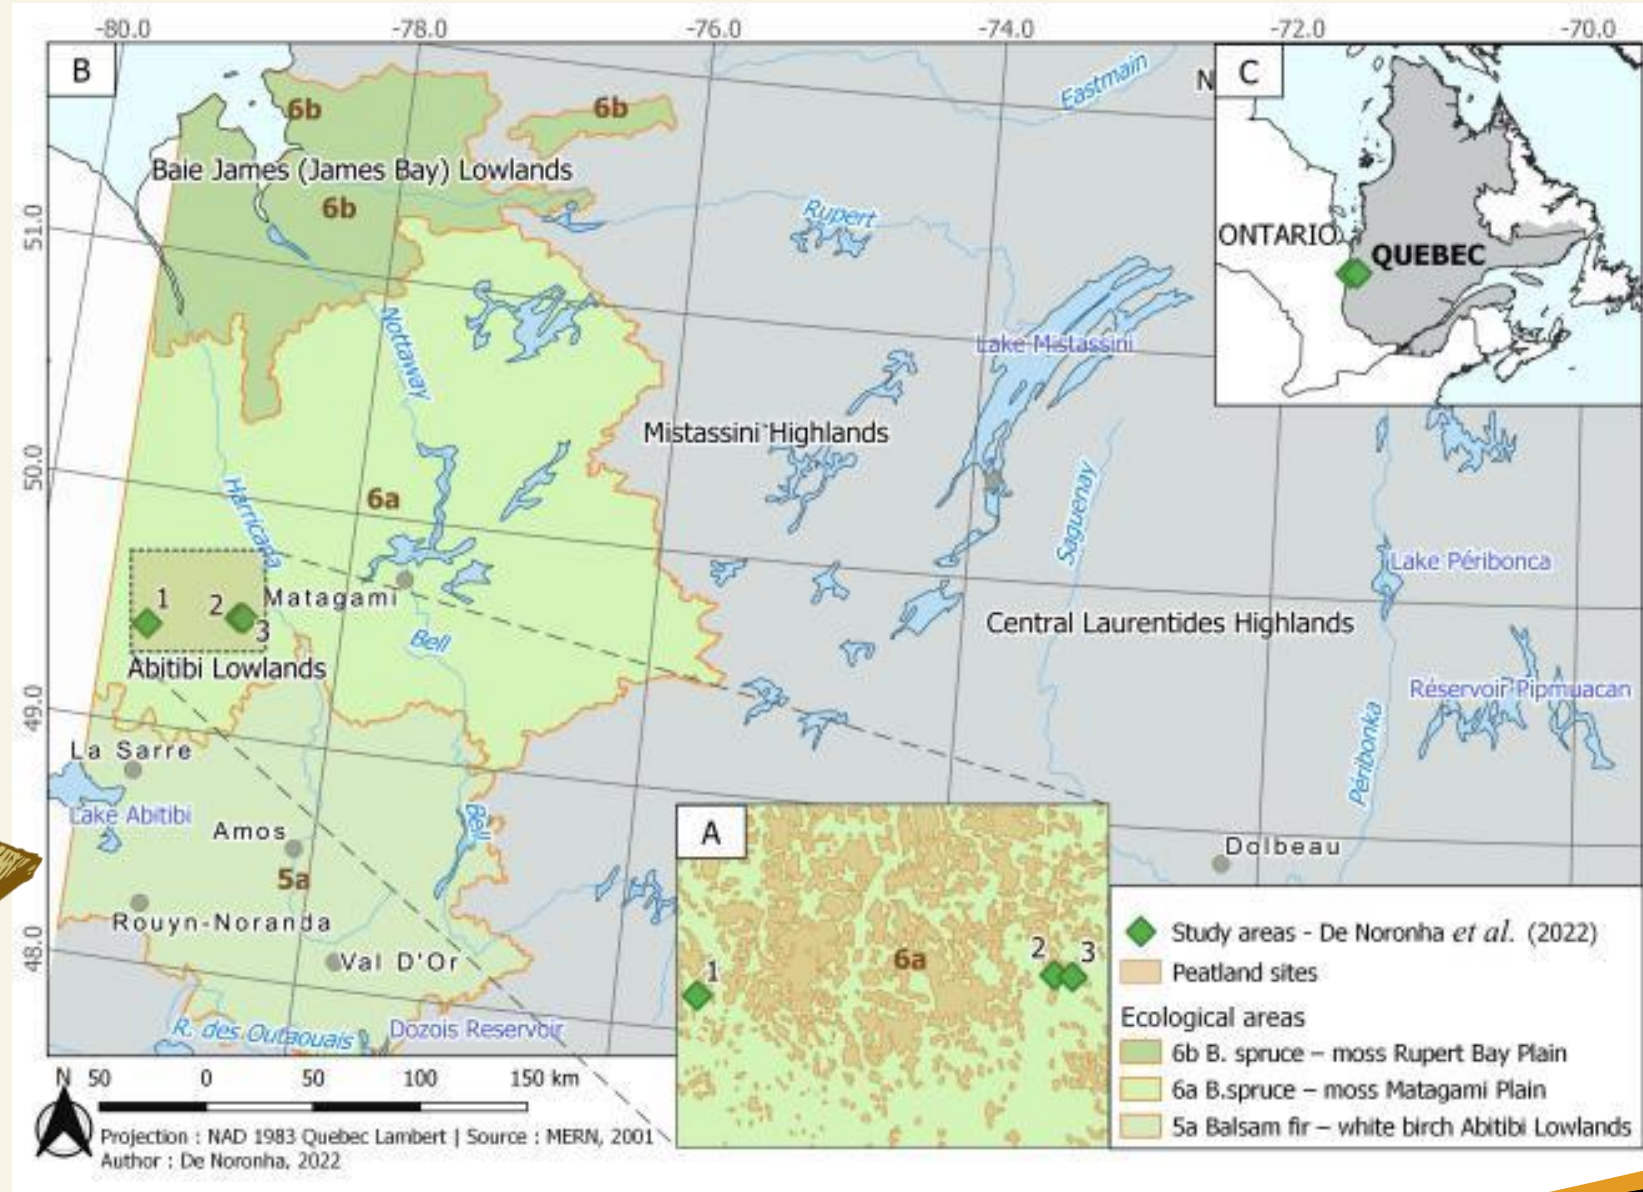 -80.0
-78.0
-76.0
-74.0
-72.0
-70.0
B
6b
6b
Eastmain
N
C
Baie James (James Bay) Lowlands
6b
Rupert
51.0
ONTARIO
QUEBEC
Nottaway
Lake Mistassini
Mistassini Highlands
50.0
6a
Harricana
Saguenay
Lake Péribonca
1
2
3
Matagami
Bell
Central Laurentides Highlands
Abitibi Lowlands
Réservoir Pipmuacan
49.0
La Sarre
Péribonka
Lake Abitibi
Bell
Amos
A
Dolbeau
5a
Rouyn-Noranda
48.0
Val D'Or
1
6a
2
3
R. des Outaouais
Dozois Reservoir
Study areas - De Noronha et al. (2022)
Peatland sites
Ecological areas
6b B. spruce – moss Rupert Bay Plain
6a B.spruce – moss Matagami Plain
5a Balsam fir – white birch Abitibi Lowlands
N
50 0 50 100 150 km
Projection : NAD 1983 Quebec Lambert | Source : MERN, 2001
Author : De Noronha, 2022